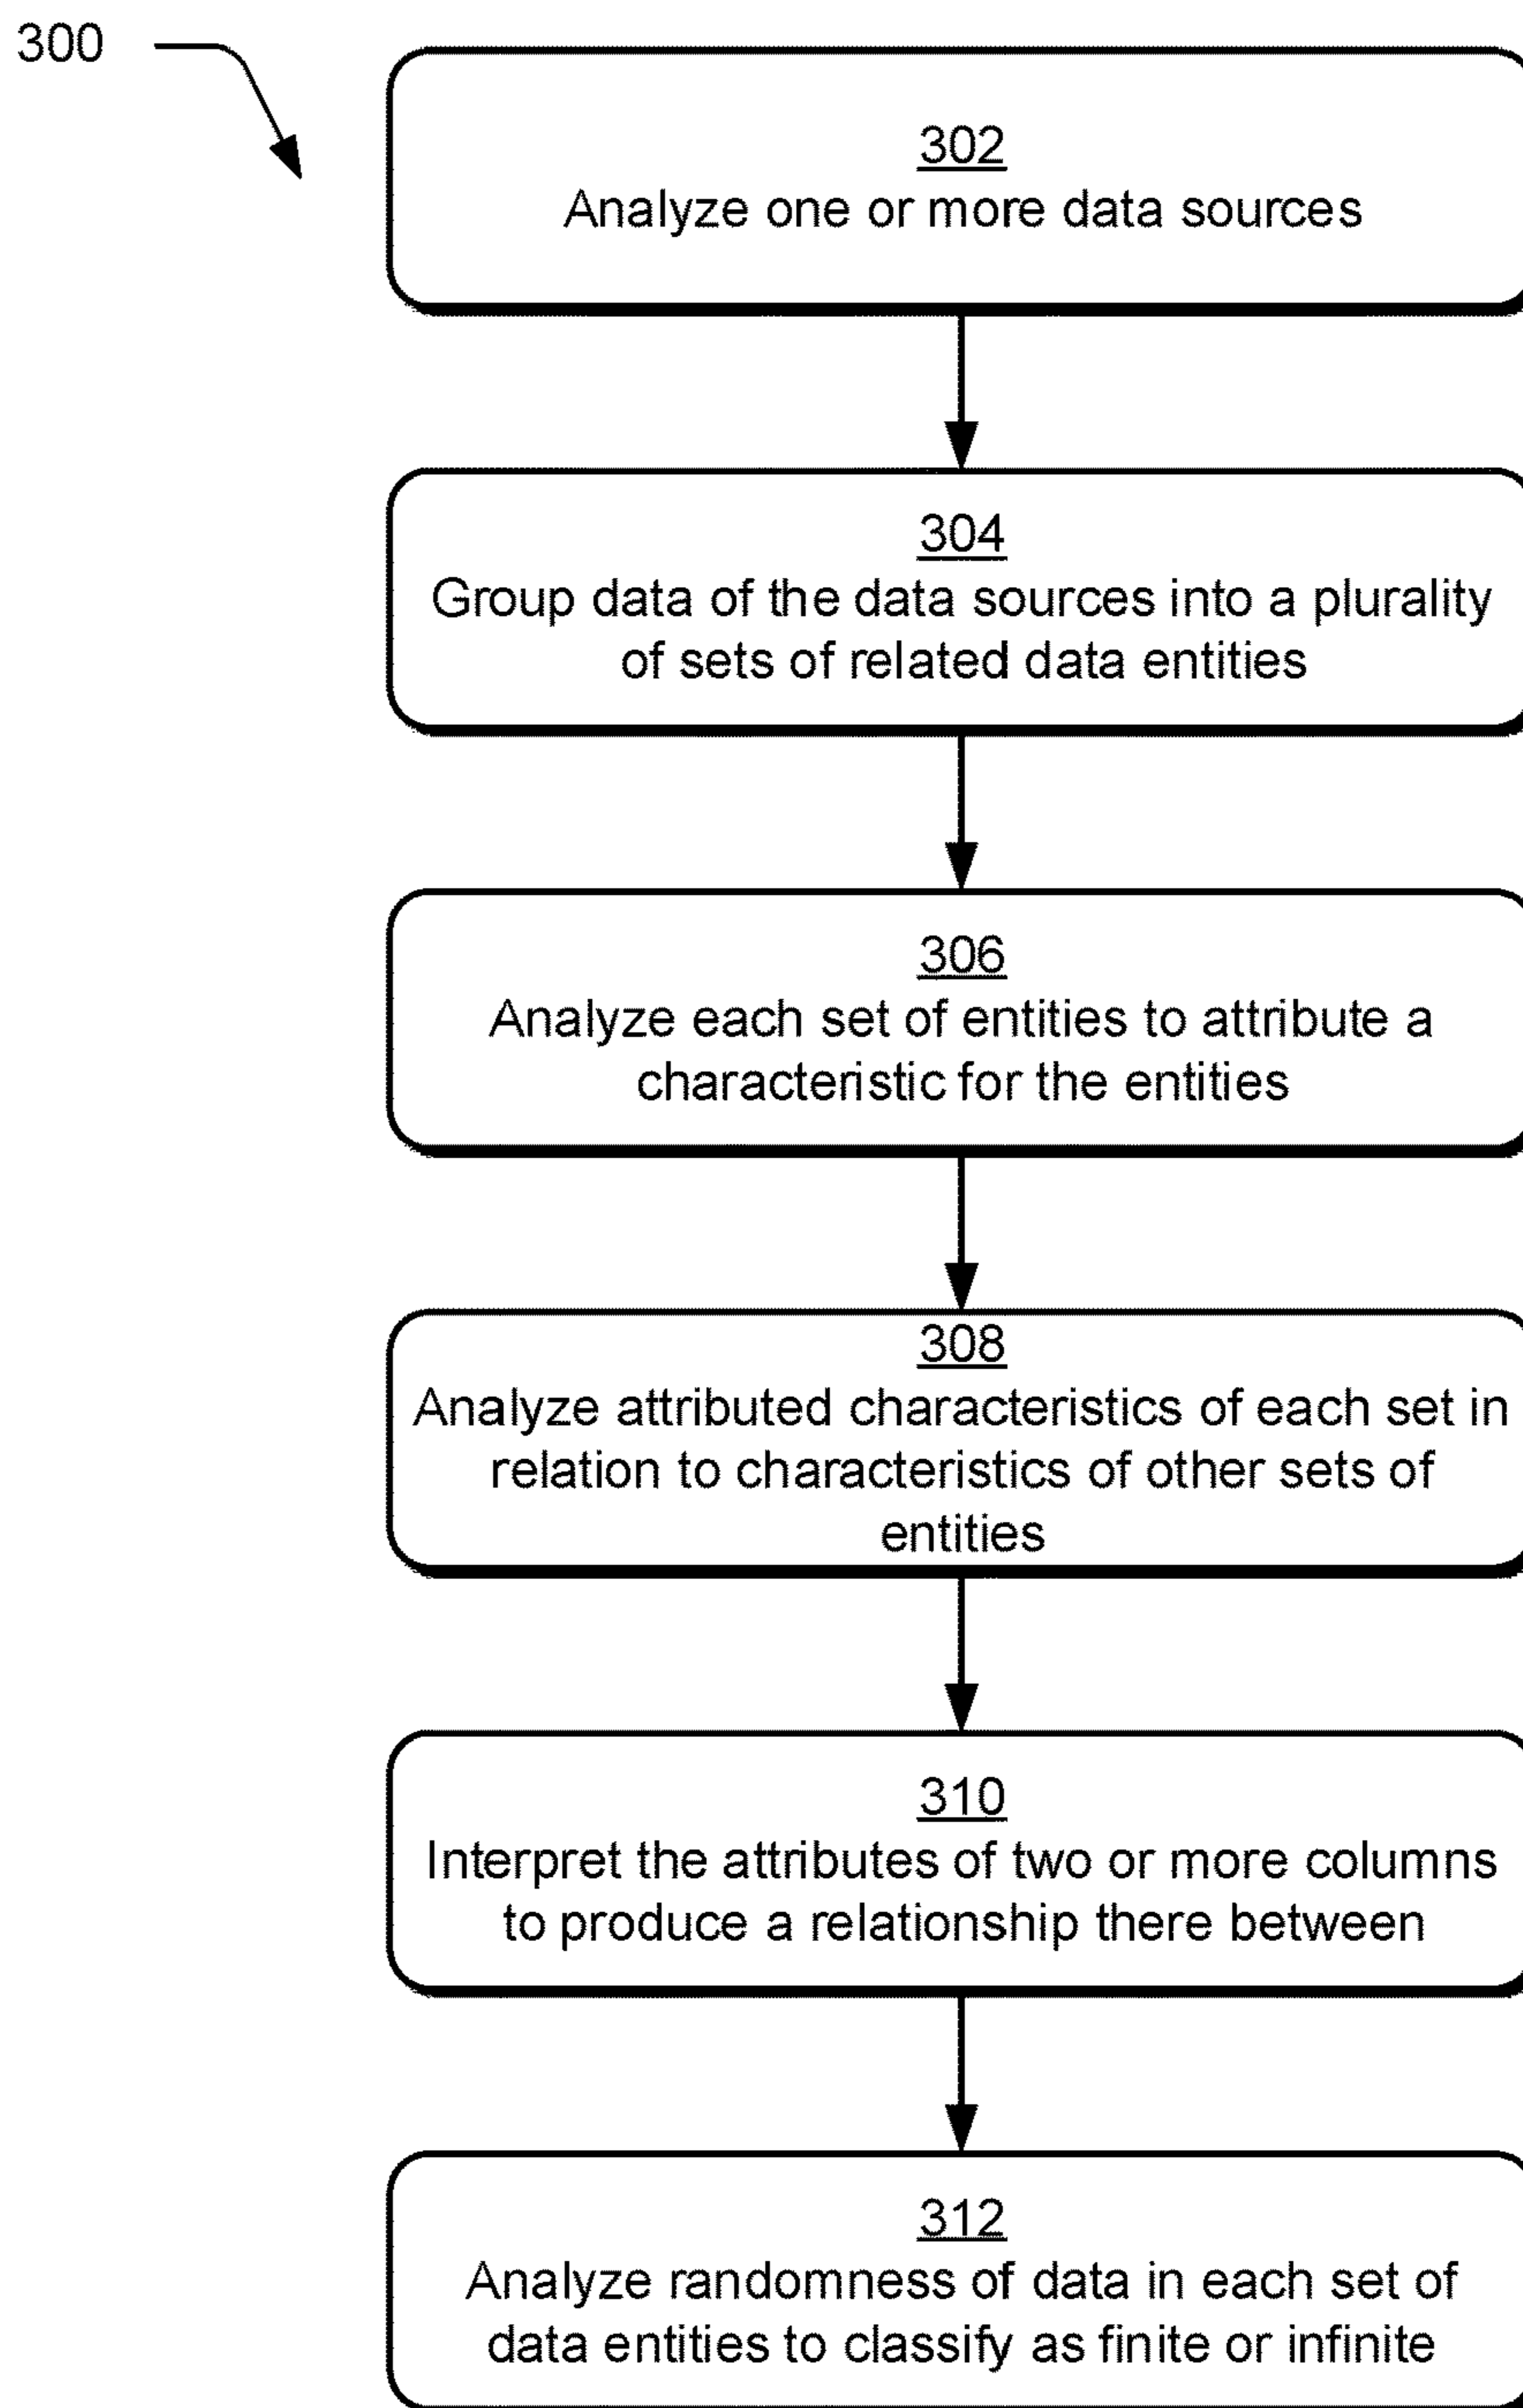 300
302
Analyze one or more data sources
304
Group data of the data sources into a plurality
of sets of related data entities
306
Analyze each set of entities to attribute a
characteristic for the entities
308
Analyze attributed characteristics of each set in
relation to characteristics of other sets of
entities
310
Interpret the attributes of two or more columns
to produce a relationship there between
312
Analyze randomness of data in each set of
data entities to classify as finite or infinite